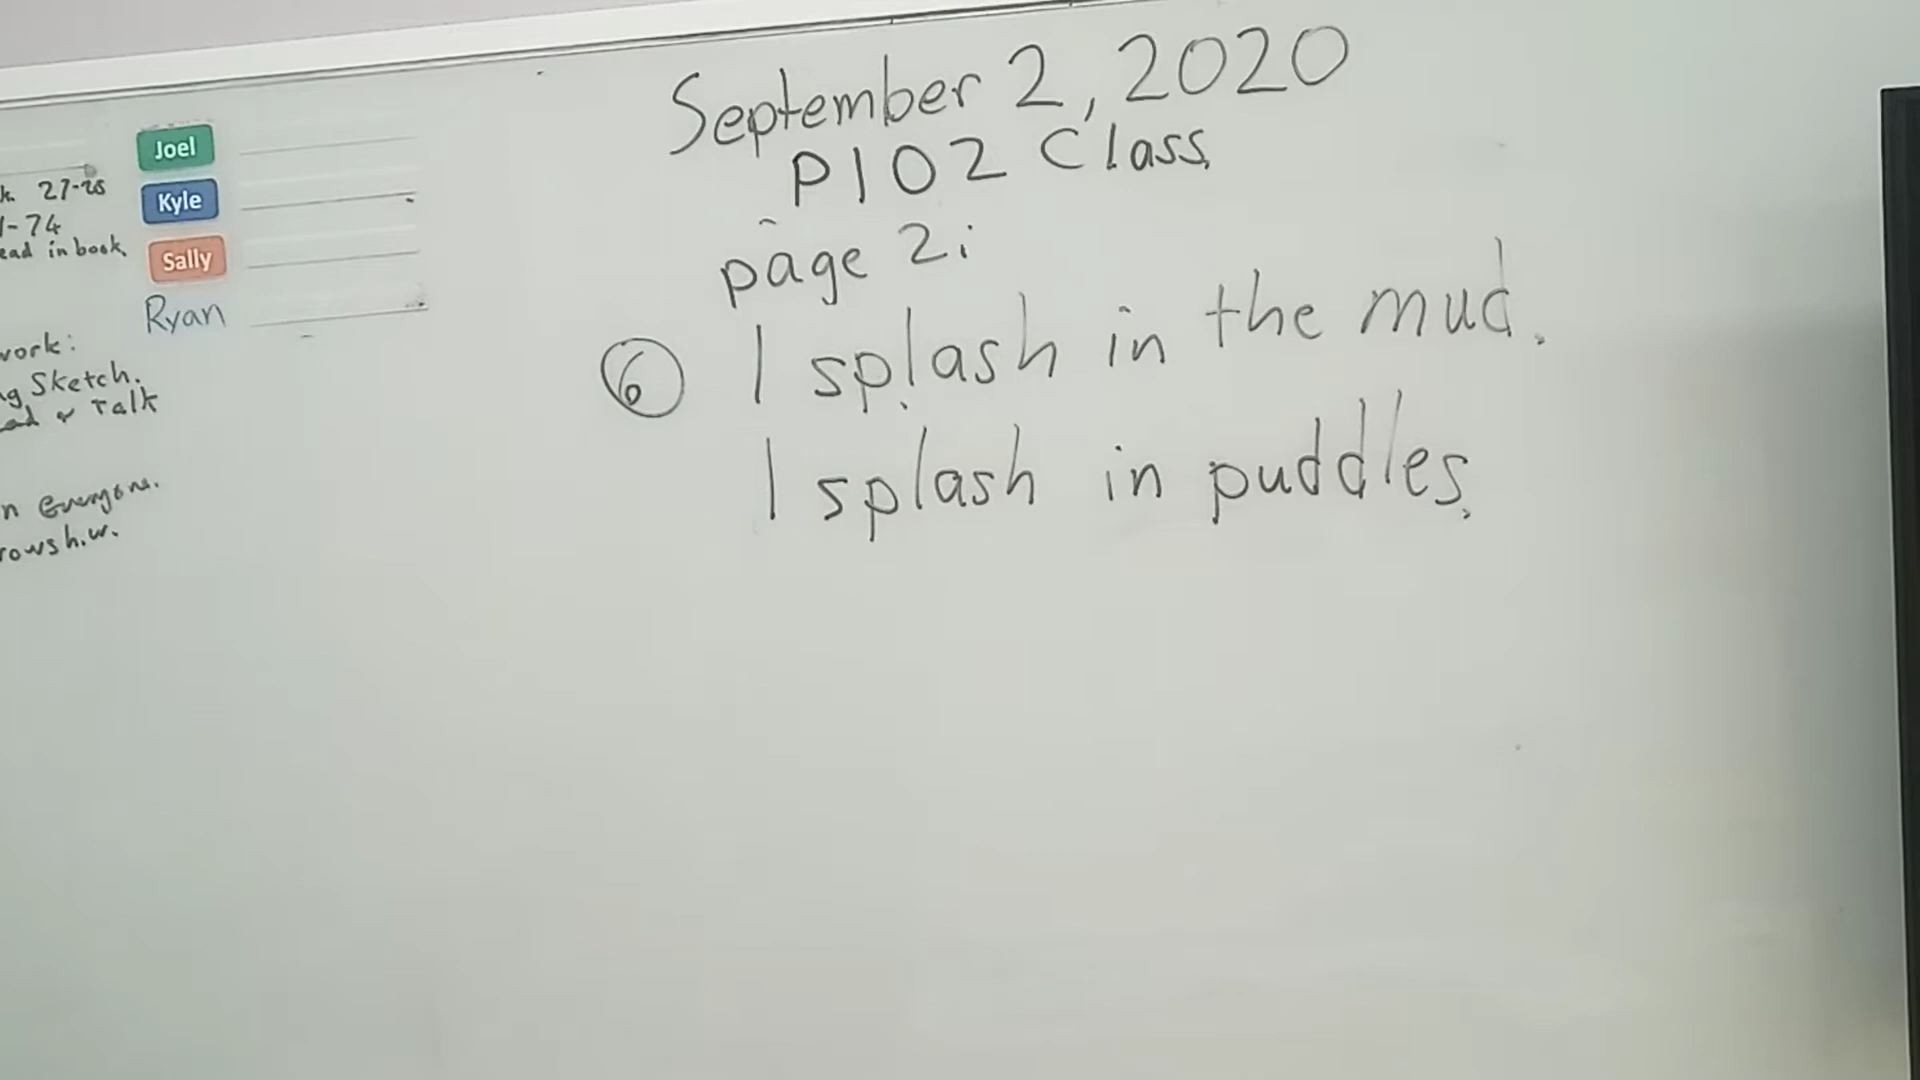 27-28
-74
in book.
Joel
Kyle
Sally
Ryan
work:
Sketch.
& Talk
Everyone.
h.w.
September 2, 2020
P102 Class
page 2:
6 I splash in the mud.
I splash in puddles.